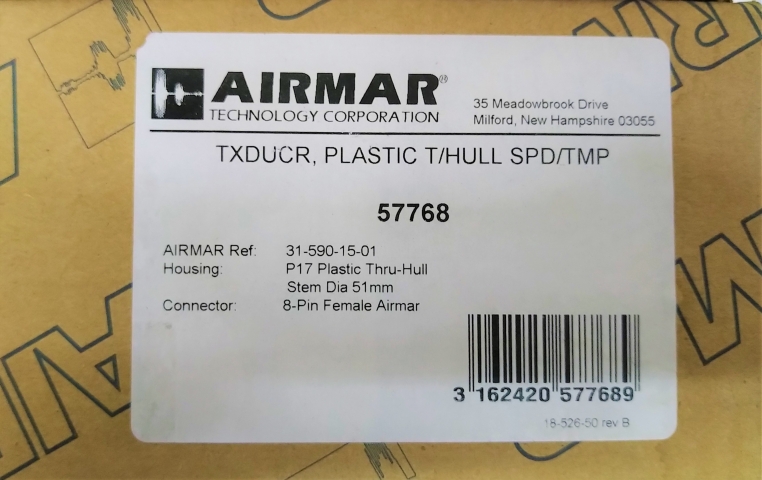 AIRMAR®
TECHNOLOGY CORPORATION
35 Meadowbrook Drive
Milford, New Hampshire 03055
TXDUCR, PLASTIC T/HULL SPD/TMP
57768
AIRMAR Ref: 31-590-15-01
Housing: P17 Plastic Thru-Hull
Stem Dia 51mm
Connector: 8-Pin Female Airmar
3 162420 577689
18-526-50 rev B